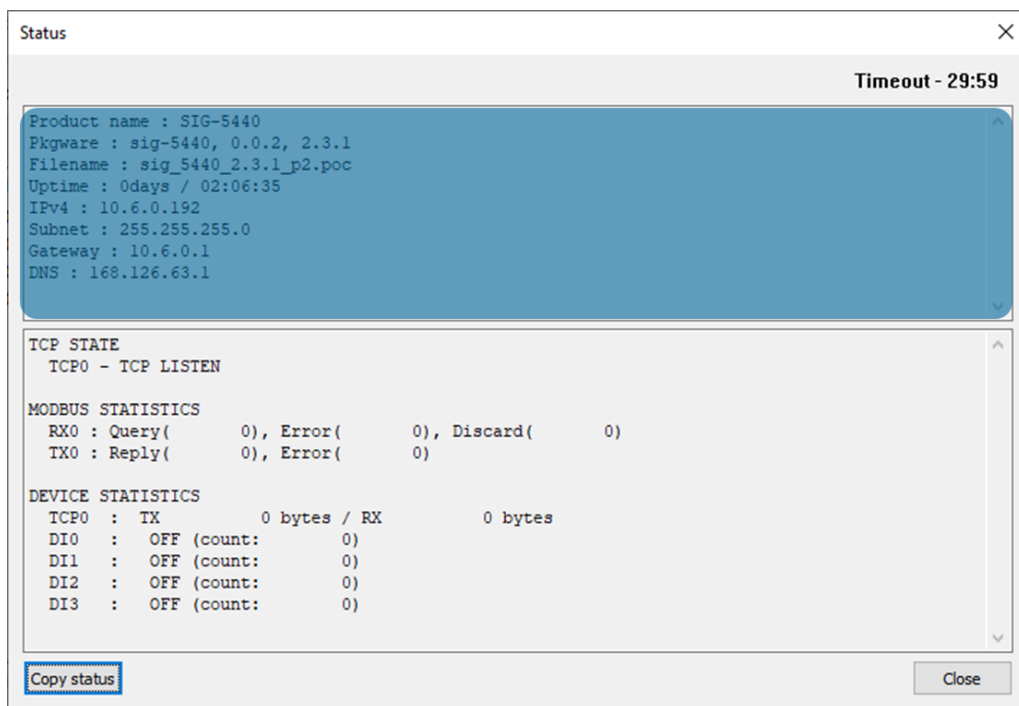 Status
Timeout - 29:59
Product name : SIG-5440
Pkgware : sig-5440, 0.0.2, 2.3.1
Filename : sig_5440_2.3.1_p2.poc
Uptime : 0days / 02:06:35
IPv4 : 10.6.0.192
Subnet : 255.255.255.0
Gateway : 10.6.0.1
DNS : 168.126.63.1
TCP STATE
TCP0 - TCP LISTEN
MODBUS STATISTICS
RX0 : Query( 0), Error( 0), Discard( 0)
TX0 : Reply( 0), Error( 0)
DEVICE STATISTICS
TCP0 : TX 0 bytes / RX 0 bytes
DI0 : OFF (count: 0)
DI1 : OFF (count: 0)
DI2 : OFF (count: 0)
DI3 : OFF (count: 0)
Copy status
Close